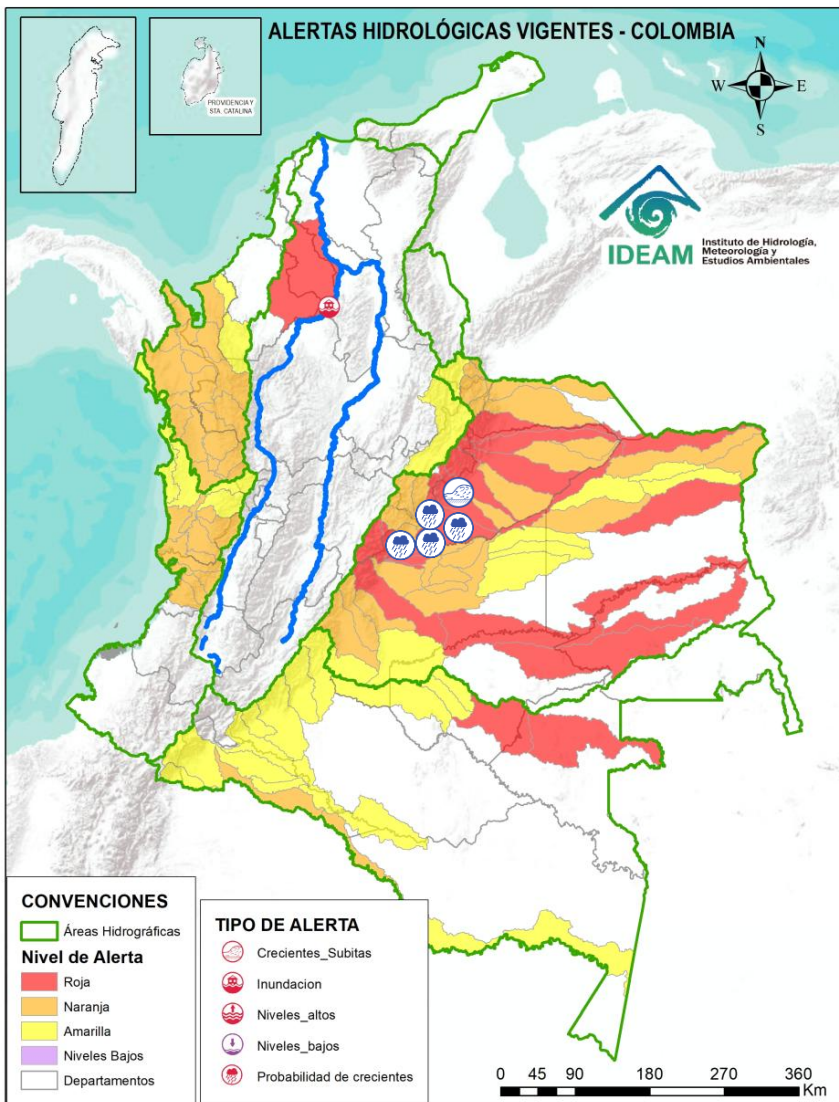 ALERTAS HIDROLÓGICAS VIGENTES - COLOMBIA
PROVIDENCIA Y
STA. CATALINA
N
W
E
S
IDEAM
Instituto de Hidrología,
Meteorología y
Estudios Ambientales
CONVENCIONES
Áreas Hidrográficas
Nivel de Alerta
Roja
Naranja
Amarilla
Niveles Bajos
Departamentos
TIPO DE ALERTA
Crecientes_Subitas
Inundacion
Niveles_altos
Niveles_bajos
Probabilidad de crecientes
0 45 90 180 270 360
Km